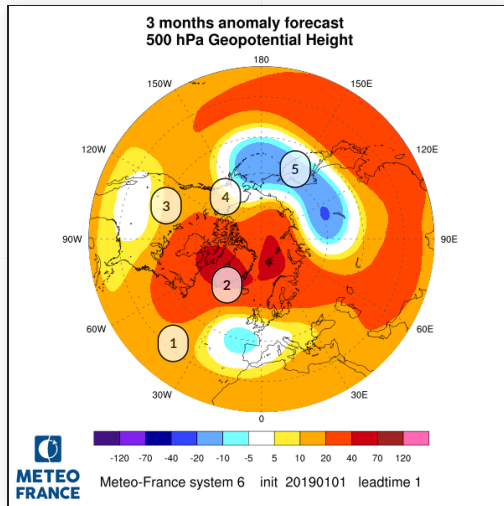 3 months anomaly forecast
500 hPa Geopotential Height
180
150W
150E
120W
120E
5
4
3
90W
90E
2
1
60W
60E
30W
30E
0
-120 -70 -40 -20 -10 -5 5 10 20 40 70 120
METEO
FRANCE
Meteo-France system 6 init 20190101 leadtime 1